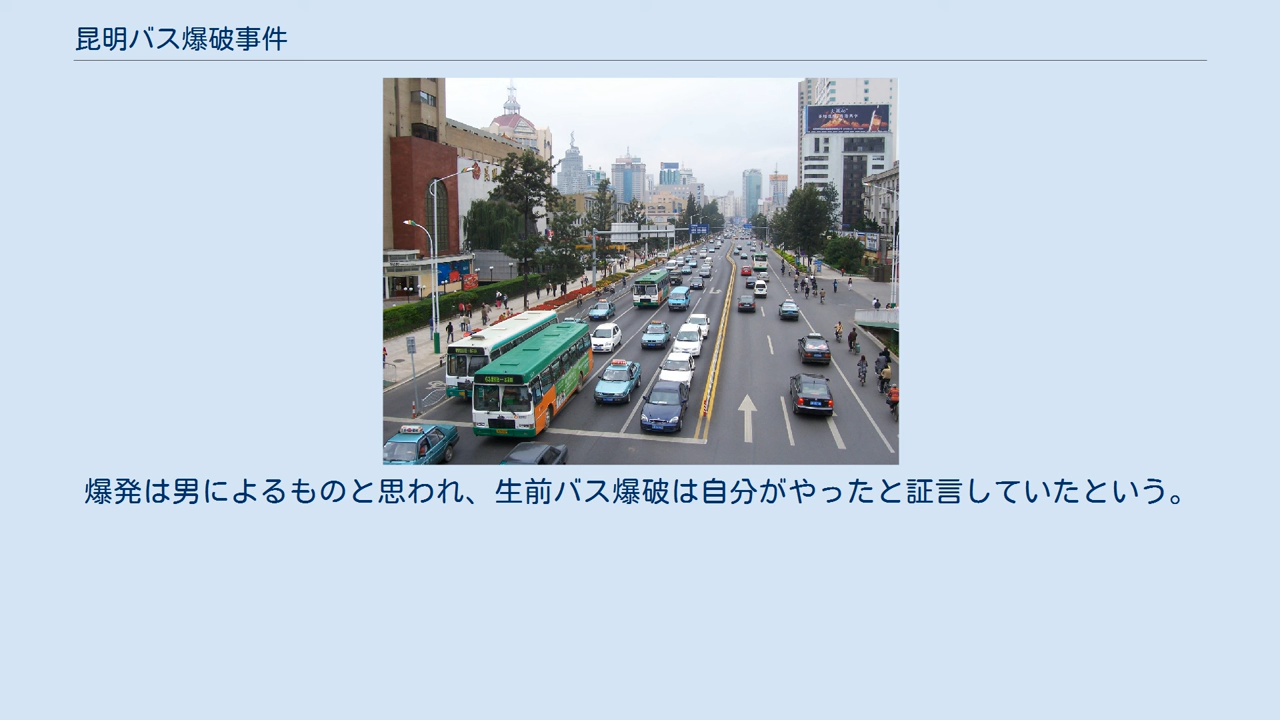 昆明バス爆破事件
爆発は男によるものと思われ、生前バス爆破は自分がやったと証言していたという。